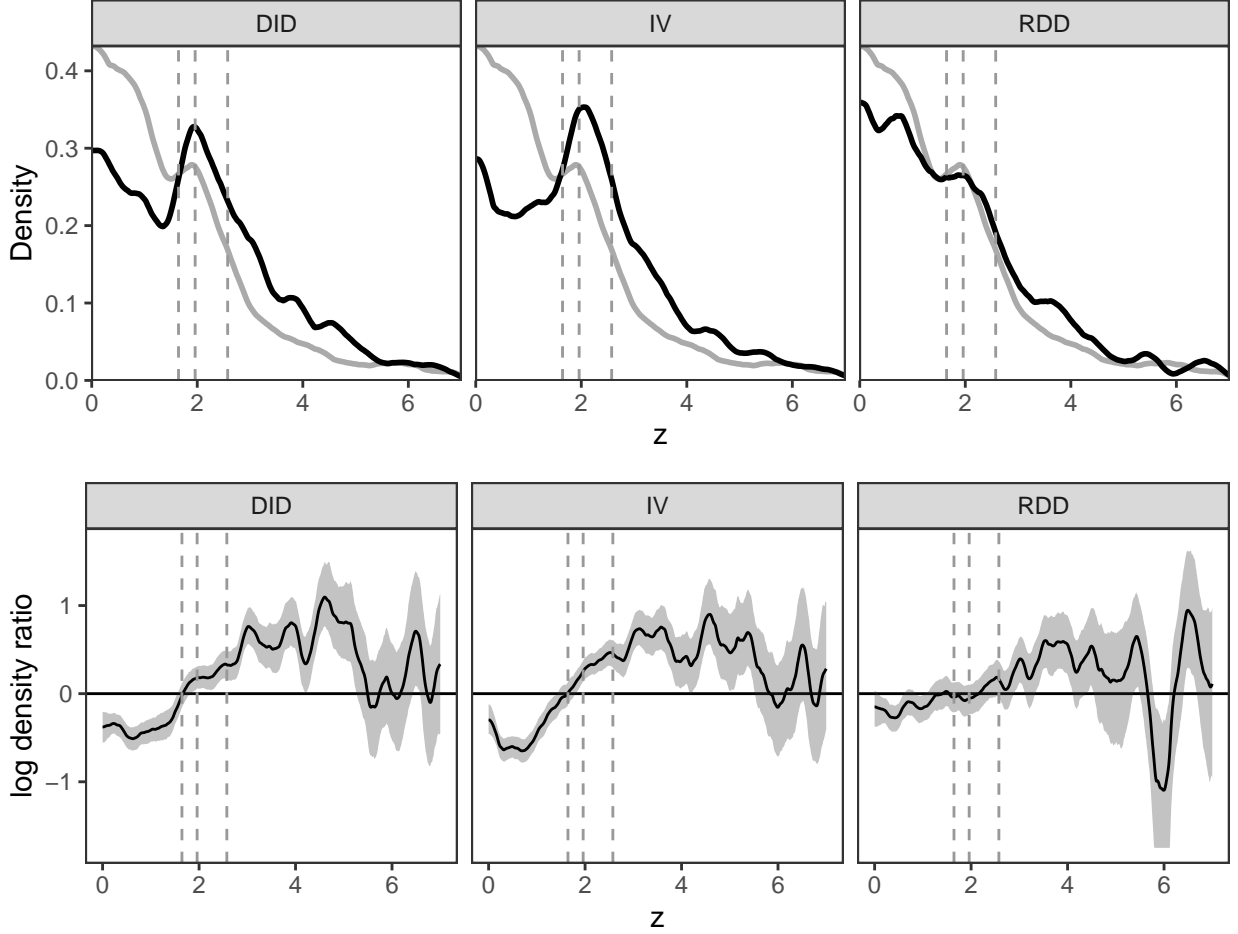 DID IV RDD
Density
0.4
0.3
0.2
0.1
0.0
0 2 4 6 0 2 4 6 0 2 4 6
z
DID IV RDD
log density ratio
1
0
−1
0 2 4 6 0 2 4 6 0 2 4 6
z